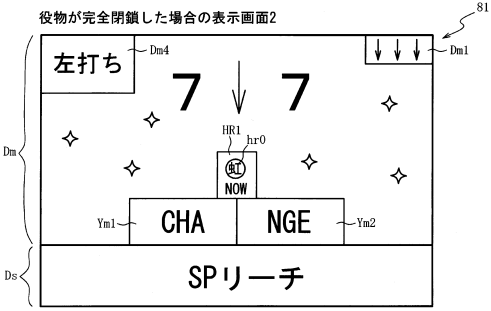 役物が完全閉鎖した場合の表示画面2
81
左打ち
Dm4
Dm1
7 7
HR1
hr0
虹
NOW
Dm
Ym1
CHA NGE
Ym2
Ds
SPリーチ